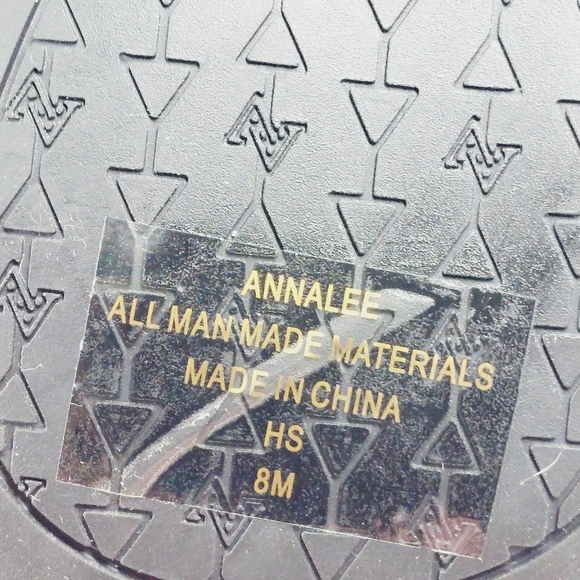 ANNALEE
ALL MAN MADE MATERIALS
MADE IN CHINA
HS
8M